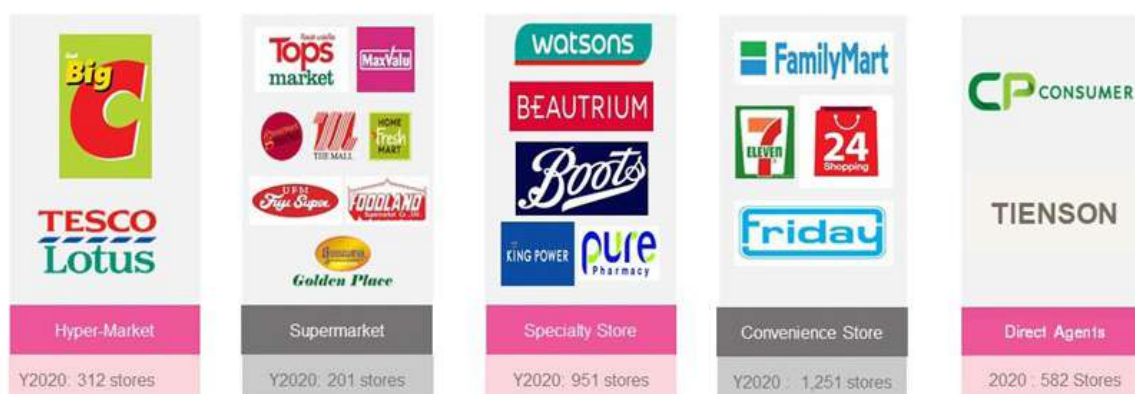 Big
C
TESCO
Lotus
Hyper-Market
Y2020: 312 stores
Tops
market
MaxValu
THE MALL
HOME
Fresh
MART
UFM
Fuji Super
FOODLAND
Supermarket Co., Ltd.
Golden Place
Supermarket
Y2020: 201 stores
watsons
BEAUTRIUM
Boots
KING POWER
pure
Pharmacy
Specialty Store
Y2020: 951 stores
FamilyMart
7
ELEVEN
24
Shopping
Friday
Convenience Store
Y2020 : 1,251 stores
CP CONSUMER
TIENSON
Direct Agents
2020 : 582 Stores